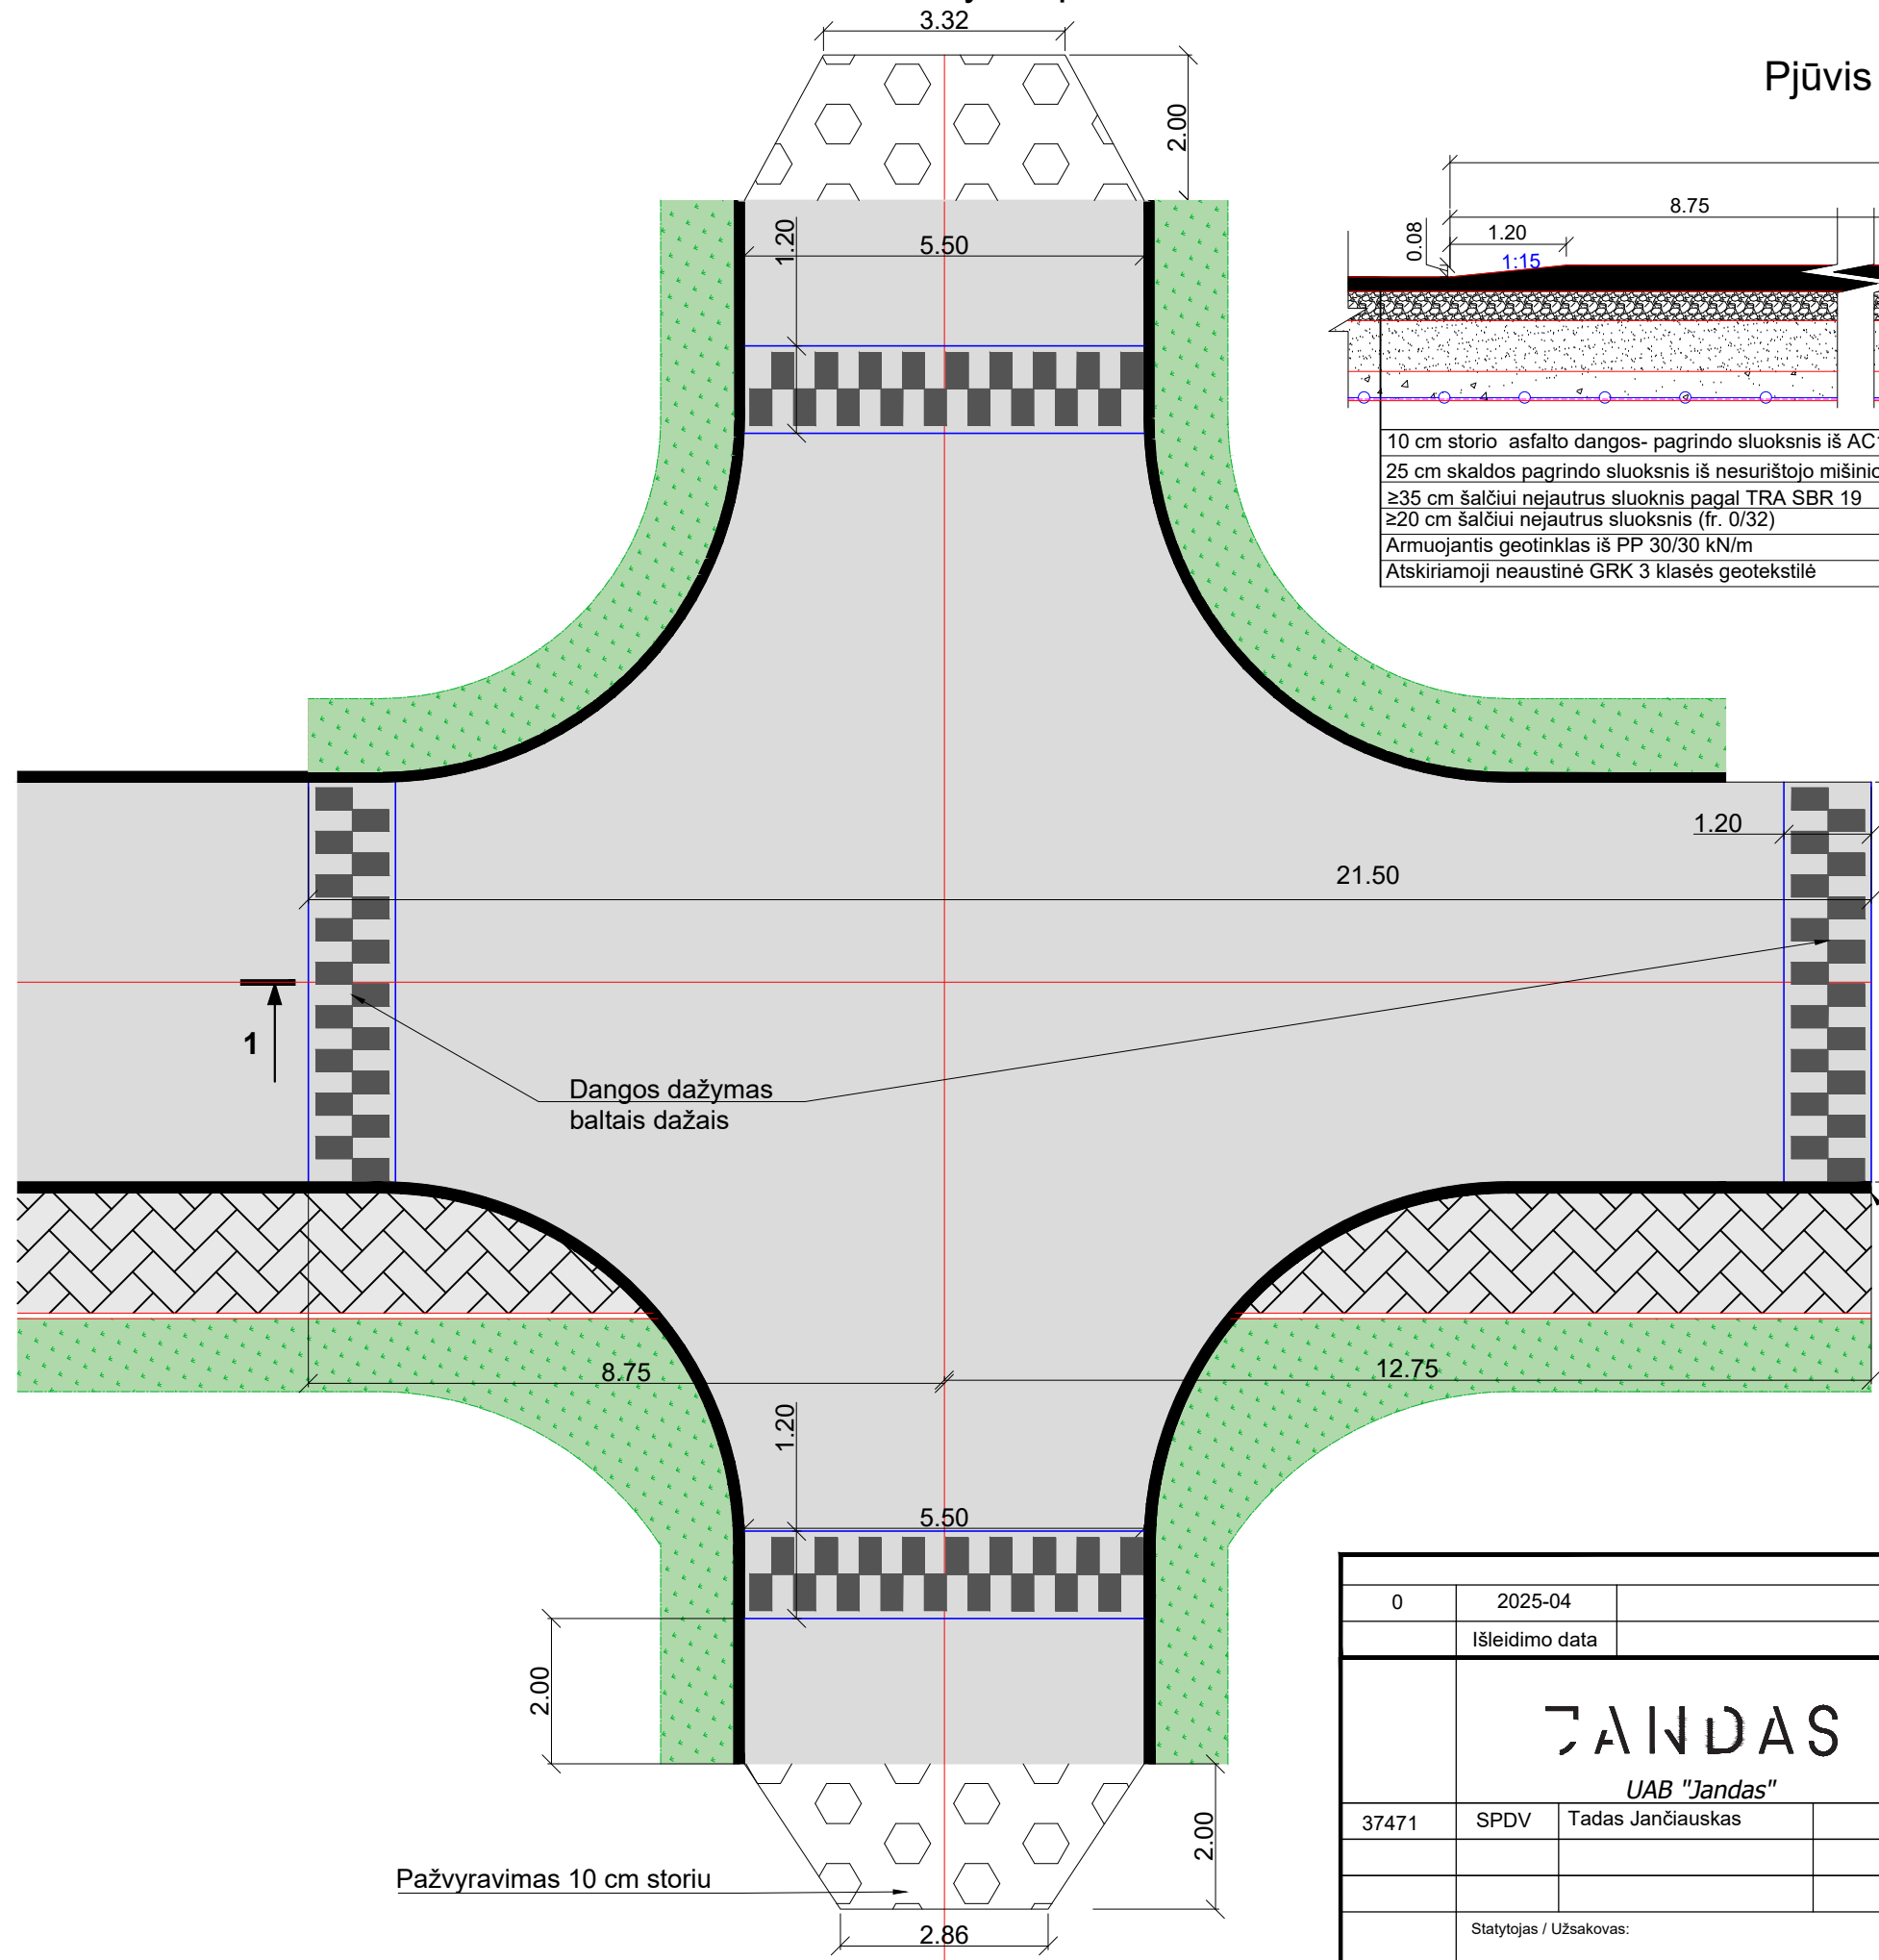 3.32
Pjūvis
2.00
8.75
1.20
0.08
1:15
1.20
5.50
10 cm storio asfalto dangos- pagrindo sluoksnis iš
25 cm skaldos pagrindo sluoksnis iš nesurištojo
≥35 cm šalčiui nejautrus sluoknis pagal TRA SBR 19
≥20 cm šalčiui nejautrus sluoksnis (fr. 0/32)
Armuojantis geotinklas iš PP 30/30 kN/m
Atskiriamoji neaustinė GRK 3 klasės geotekstilė
1.20
21.50
1
Dangos dažymas
baltais dažais
8.75
12.75
1.20
5.50
2.00
0 2025-04
Išleidimo data
JANDAS
UAB "Jandas"
37471 SPDV Tadas Jančiauskas
2.00
Pažvyravimas 10 cm storiu
2.86
Statytojas / Užsakovas: